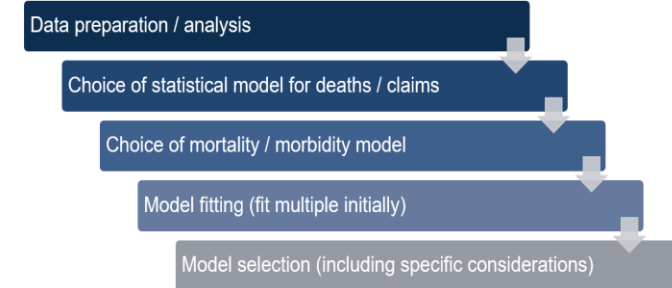 Data preparation / analysis
Choice of statistical model for deaths / claims
Choice of mortality / morbidity model
Model fitting (fit multiple initially)
Model selection (including specific considerations)